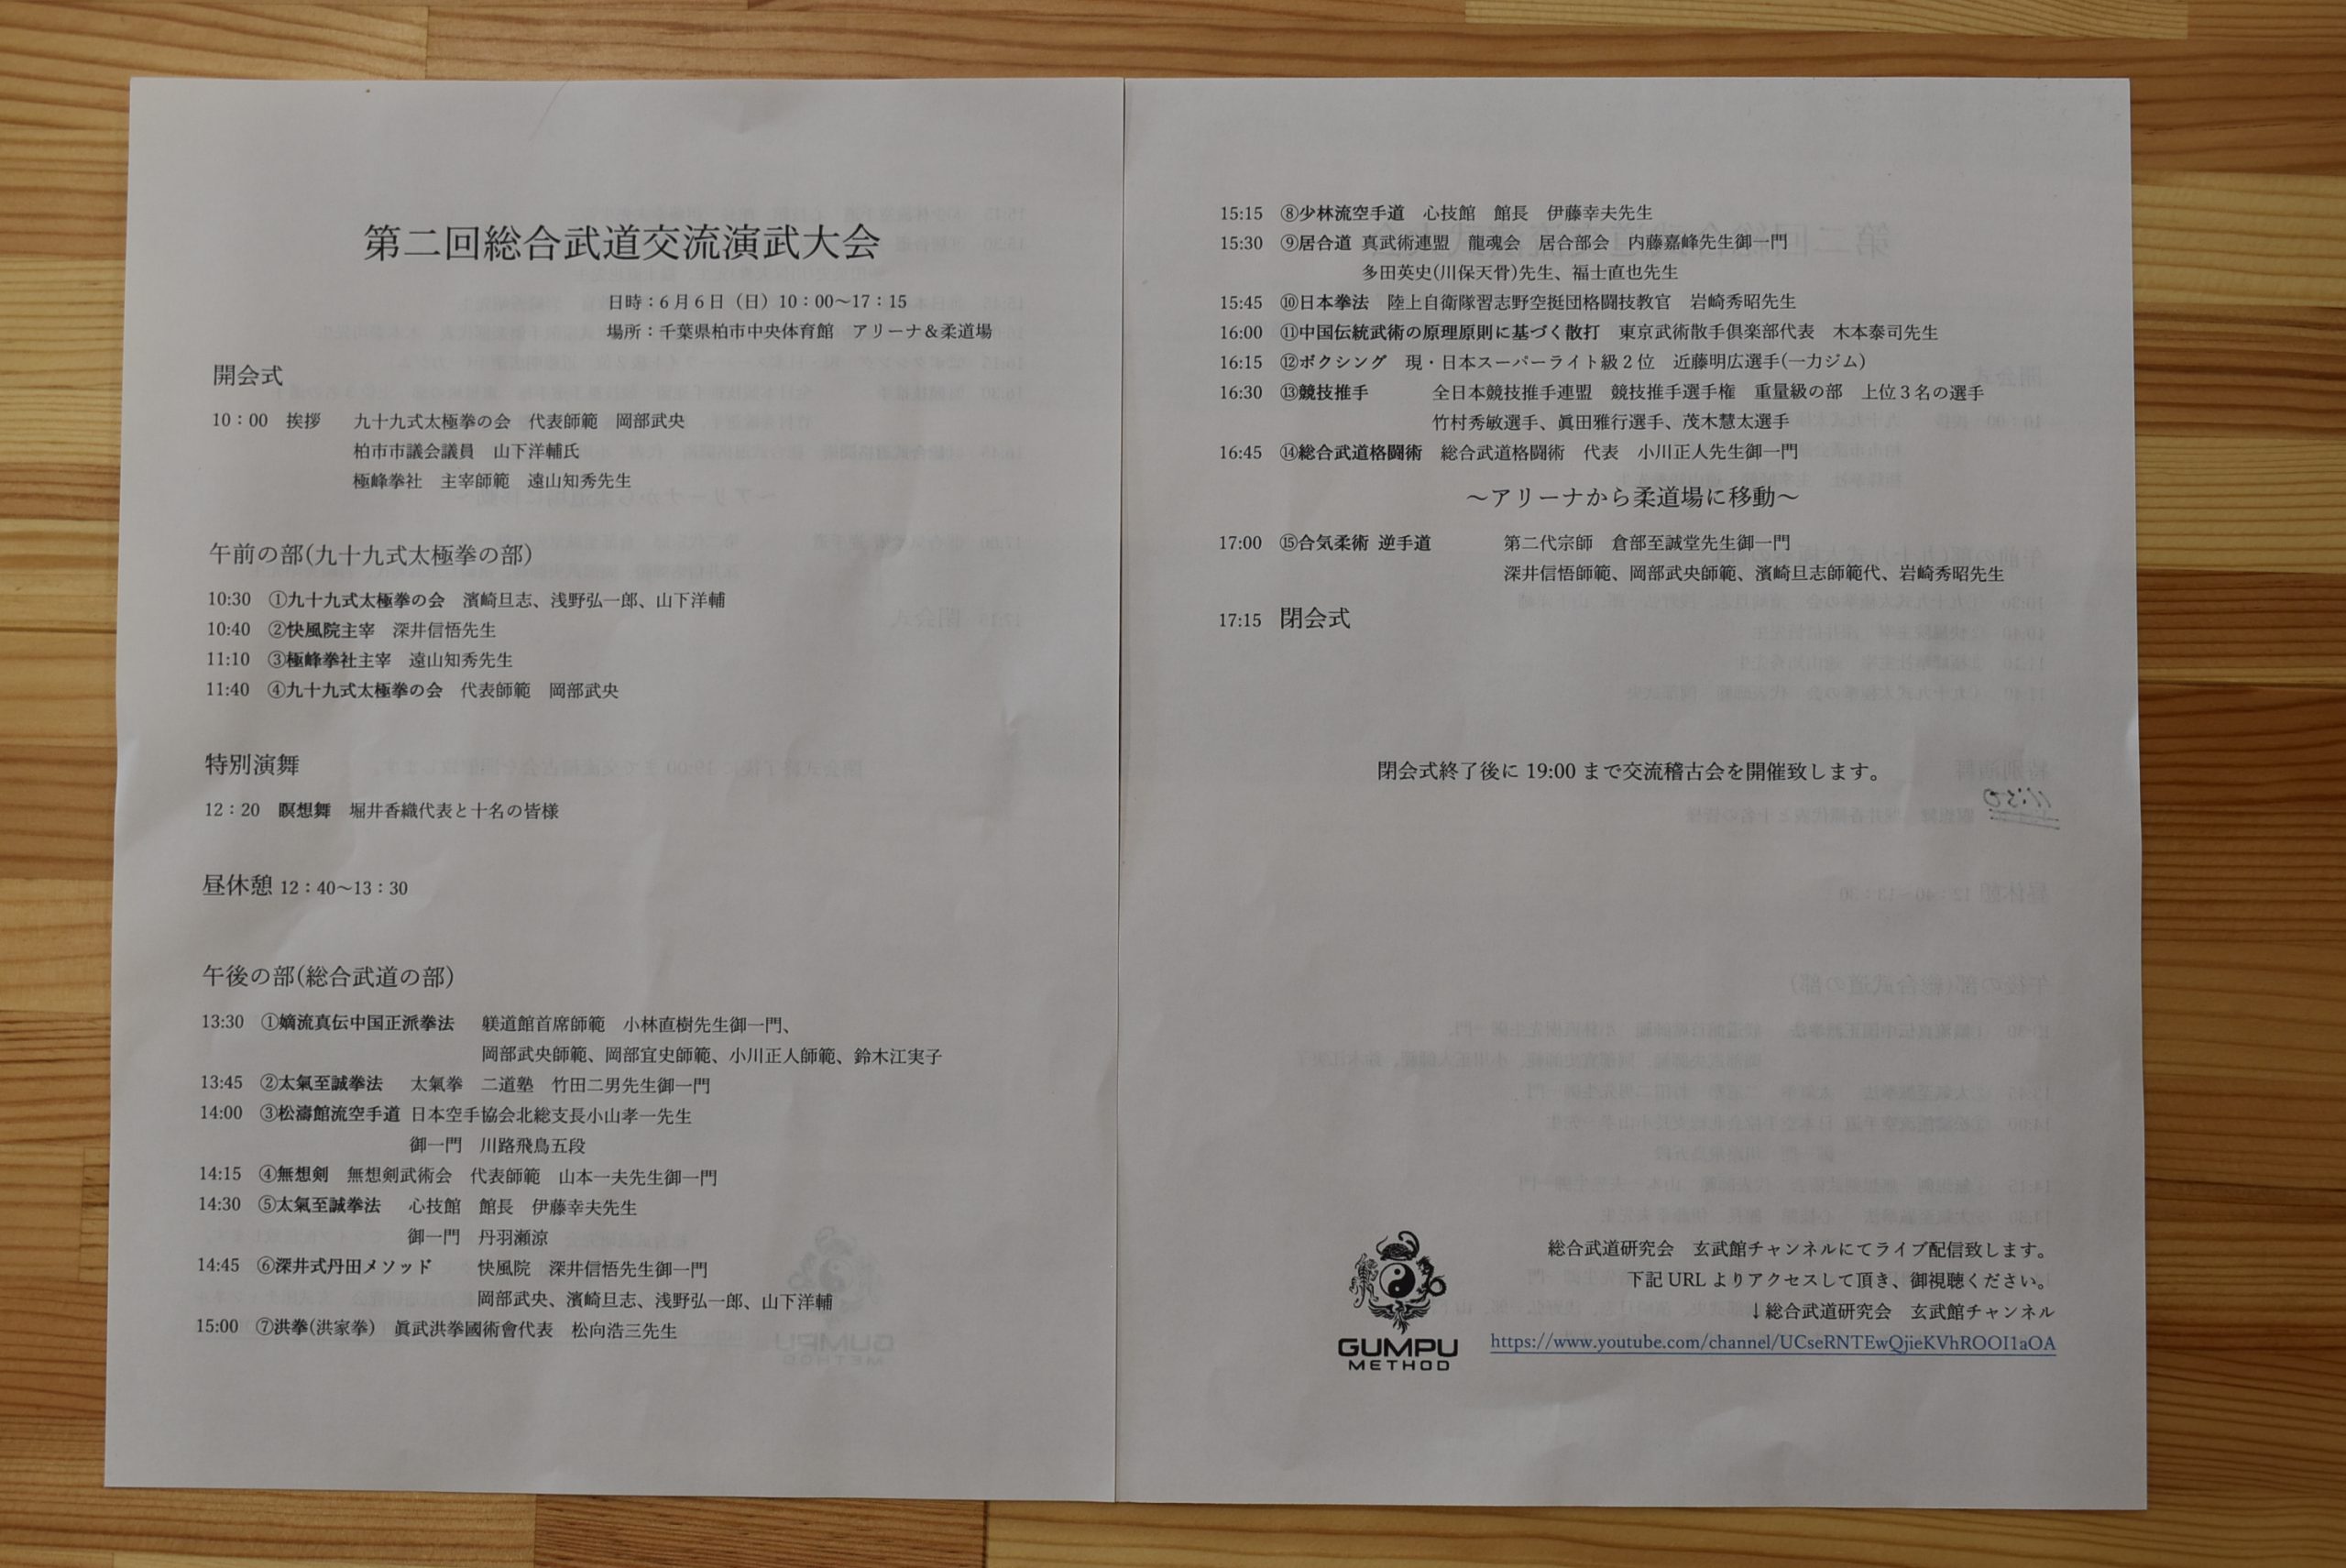 第二回総合武道交流演武大会
日時：6月6日（日）10：00～17：15
場所：千葉県柏市中央体育館　アリーナ＆柔道場
開会式
10：00　挨拶　九十九式太極拳の会　代表師範　岡部武央
柏市市議会議員　山下洋輔氏
極峰拳社　主宰師範　遠山知秀先生
午前の部(九十九式太極拳の部)
10:30　①九十九式太極拳の会　濱崎旦志、浅野弘一郎、山下洋輔
10:40　②快風院主宰　深井信悟先生
11:10　③極峰拳社主宰　遠山知秀先生
11:40　④九十九式太極拳の会　代表師範　岡部武央
特別演舞
12：20　瞑想舞　堀井香織代表と十名の皆様
昼休憩 12：40～13：30
午後の部(総合武道の部)
13:30　①嫡流真伝中国正派拳法　躾道館首席師範　小林直樹先生御一門、
岡部武央師範、岡部宜史師範、小川正人師範、鈴木江実子
13:45　②太氣至誠拳法　太氣拳　二道塾　竹田二男先生御一門
14:00　③松濤館流空手道　日本空手協会北総支長小山孝一先生
御一門　川路飛鳥五段
14:15　④無想剣　無想剣武術会　代表師範　山本一夫先生御一門
14:30　⑤太氣至誠拳法　心技館　館長　伊藤幸夫先生
御一門　丹羽瀬涼
14:45　⑥深井式丹田メソッド　快風院　深井信悟先生御一門
岡部武央、濱崎旦志、浅野弘一郎、山下洋輔
15:00　⑦洪拳(洪家拳)　眞武洪拳國術會代表　松向浩三先生
15:15　⑧少林流空手道　心技館　館長　伊藤幸夫先生
15:30　⑨居合道　真武術連盟　龍魂会　居合部会　内藤嘉峰先生御一門
多田英史(川保天骨)先生、福士直也先生
15:45　⑩日本拳法　陸上自衛隊習志野空挺団格闘技教官　岩崎秀昭先生
16:00　⑪中国伝統武術の原理原則に基づく散打　東京武術散手倶楽部代表　木本泰司先生
16:15　⑫ボクシング　現・日本スーパーライト級2位　近藤明広選手(一力ジム)
16:30　⑬競技推手　全日本競技推手連盟　競技推手選手権　重量級の部　上位3名の選手
竹村秀敏選手、眞田雅行選手、茂木慧太選手
16:45　⑭総合武道格闘術　総合武道格闘術　代表　小川正人先生御一門
～アリーナから柔道場に移動～
17:00　⑮合気柔術 逆手道　第二代宗師　倉部至誠堂先生御一門
深井信悟師範、岡部武央師範、濱崎旦志師範代、岩崎秀昭先生
17:15　閉会式
閉会式終了後に 19:00 まで交流稽古会を開催致します。
総合武道研究会　玄武館チャンネルにてライブ配信致します。
下記 URL よりアクセスして頂き、御視聴ください。
↓総合武道研究会　玄武館チャンネル
https://www.youtube.com/channel/UCseRNTEwQjieKVhROOI1aOA
GUMPU
METHOD